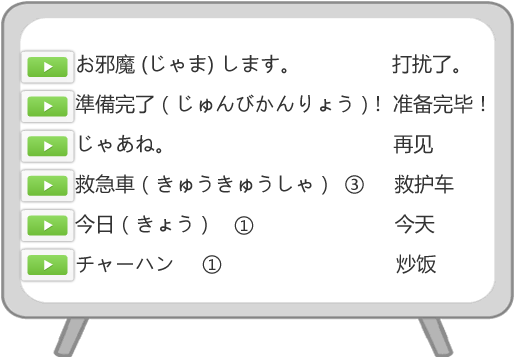 お邪魔 (じゃま) します。 打扰了。
準備完了 ( じゅんびかんりょう )! 准备完毕!
じゃあね。 再见
救急車 ( きゅうきゅうしゃ ) ③ 救护车
今日 ( きょう ) ① 今天
チャーハン ① 炒饭